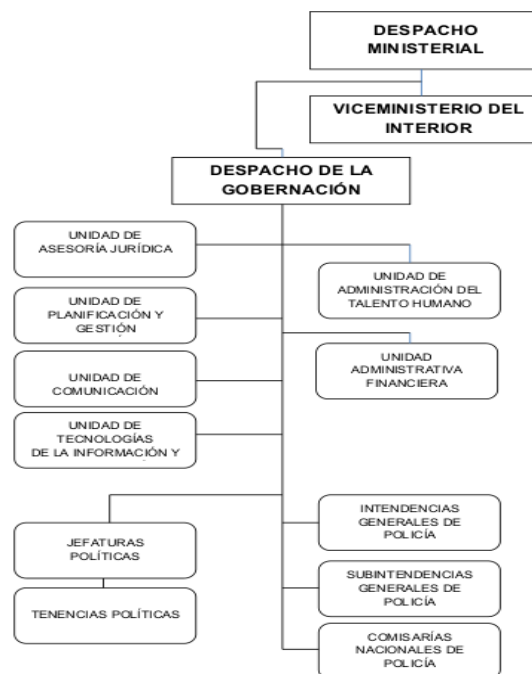 DESPACHO
MINISTERIAL
VICEMINISTERIO DEL
INTERIOR
DESPACHO DE LA
GOBERNACIÓN
UNIDAD DE
ASESORÍA JURÍDICA
UNIDAD DE
ADMINISTRACIÓN DEL
TALENTO HUMANO
UNIDAD DE
PLANIFICACIÓN Y
GESTIÓN
UNIDAD
ADMINISTRATIVA
FINANCIERA
UNIDAD DE
COMUNICACIÓN
UNIDAD DE
TECNOLOGÍAS
DE LA INFORMACIÓN Y
JEFATURAS
POLÍTICAS
TENENCIAS POLÍTICAS
INTENDENCIAS
GENERALES DE
POLICÍA
SUBINTENDENCIAS
GENERALES DE
POLICÍA
COMISARÍAS
NACIONALES DE
POLICÍA